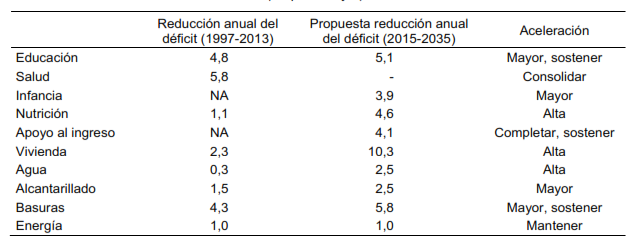 Reducción anual del déficit (1997-2013) Propuesta reducción anual del déficit (2015-2035) Aceleración
Educación 4,8 5,1 Mayor, sostener
Salud 5,8 - Consolidar
Infancia NA 3,9 Mayor
Nutrición 1,1 4,6 Alta
Apoyo al ingreso NA 4,1 Completar, sostener
Vivienda 2,3 10,3 Alta
Agua 0,3 2,5 Alta
Alcantarillado 1,5 2,5 Mayor
Basuras 4,3 5,8 Mayor, sostener
Energía 1,0 1,0 Mantener